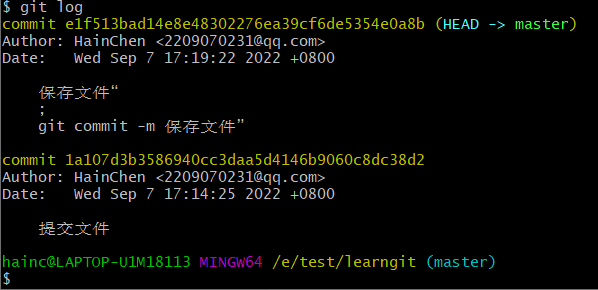 $ git log
commit e1f513bad14e8e48302276ea39cf6de5354e0a8b (HEAD -> master)
Author: HainChen <2209070231@qq.com>
Date:   Wed Sep 7 17:19:22 2022 +0800
保存文件“
;
git commit -m 保存文件”
commit 1a107d3b3586940cc3daa5d4146b9060c8dc38d2
Author: HainChen <2209070231@qq.com>
Date:   Wed Sep 7 17:14:25 2022 +0800
提交文件
hainc@LAPTOP-U1M18113 MINGW64 /e/test/learngit (master)
$